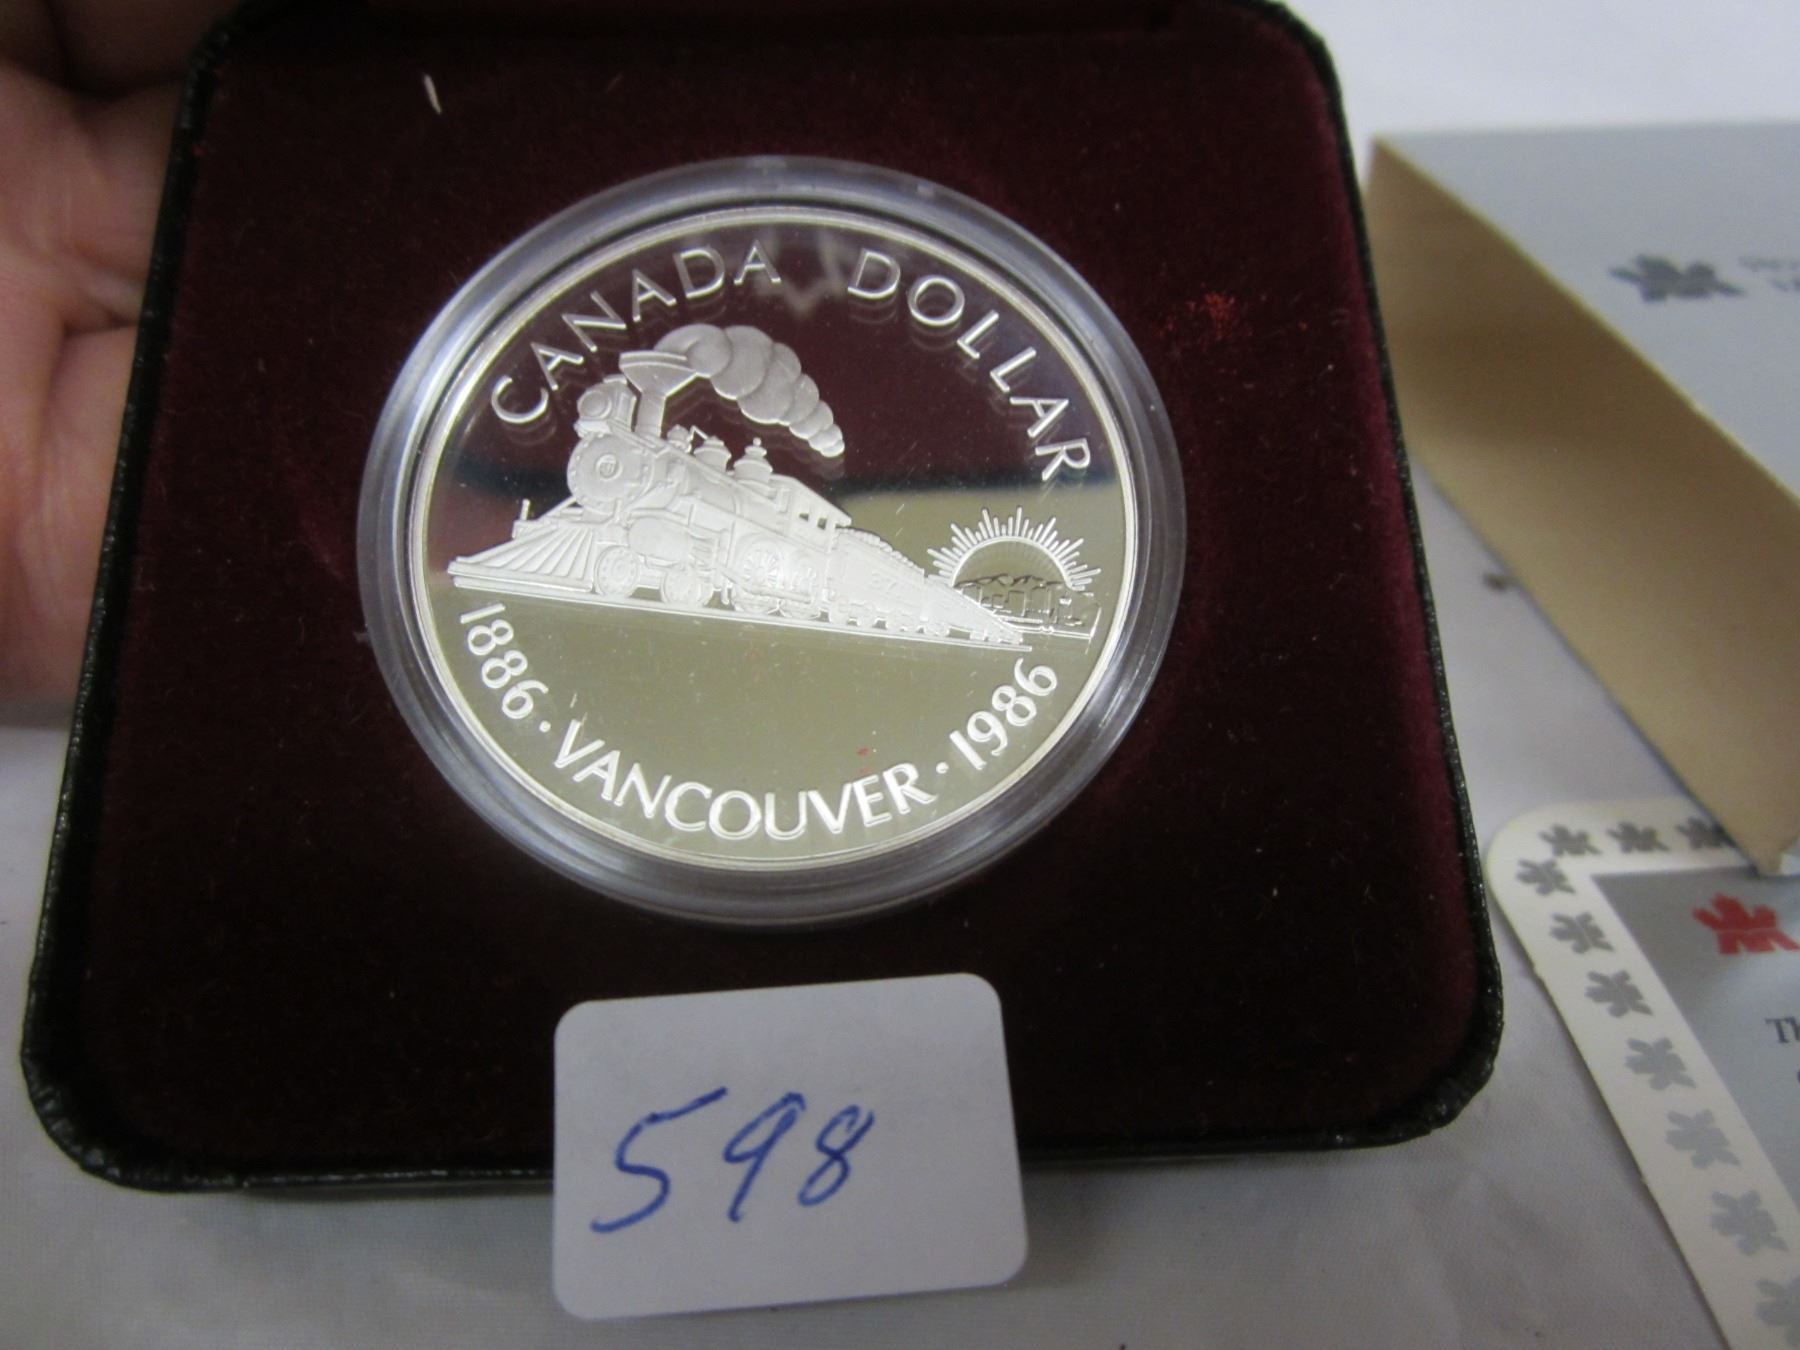 CANADA DOLLAR
1886 · VANCOUVER · 1986
598